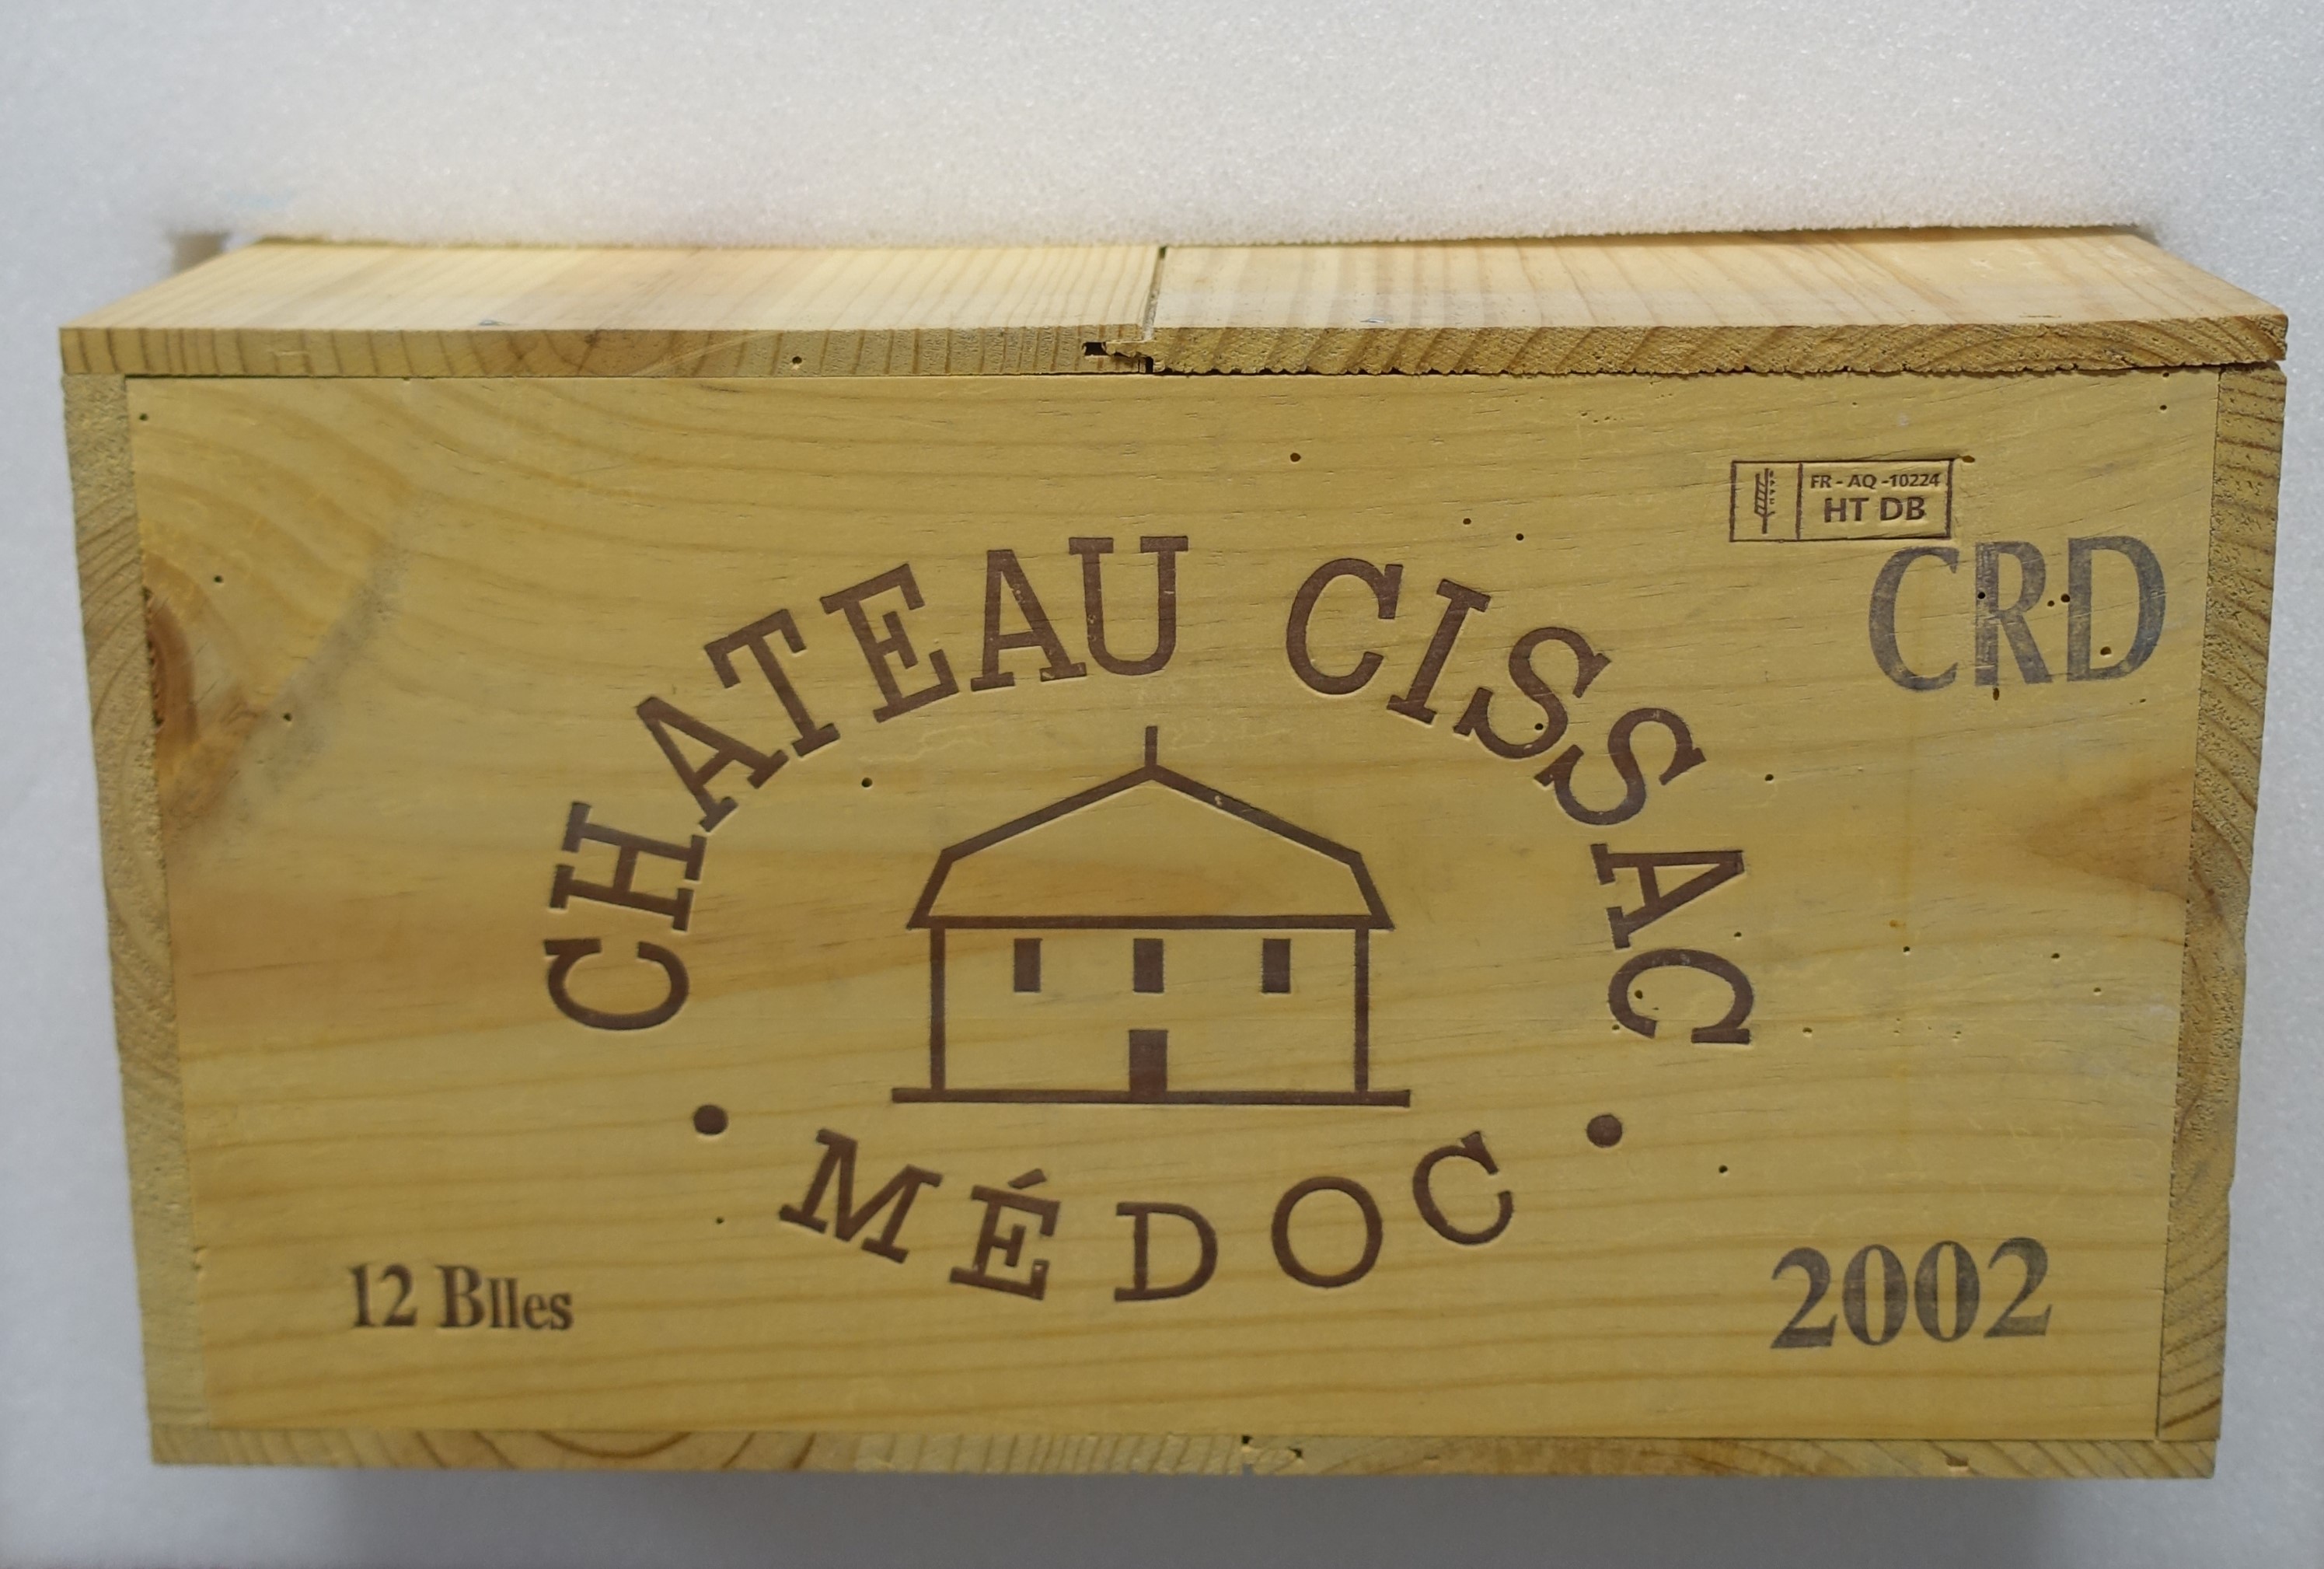 FR - AQ -10224
HT DB
CRD
CHATEAU CISSAC
• MÉDOC •
12 Blles
2002